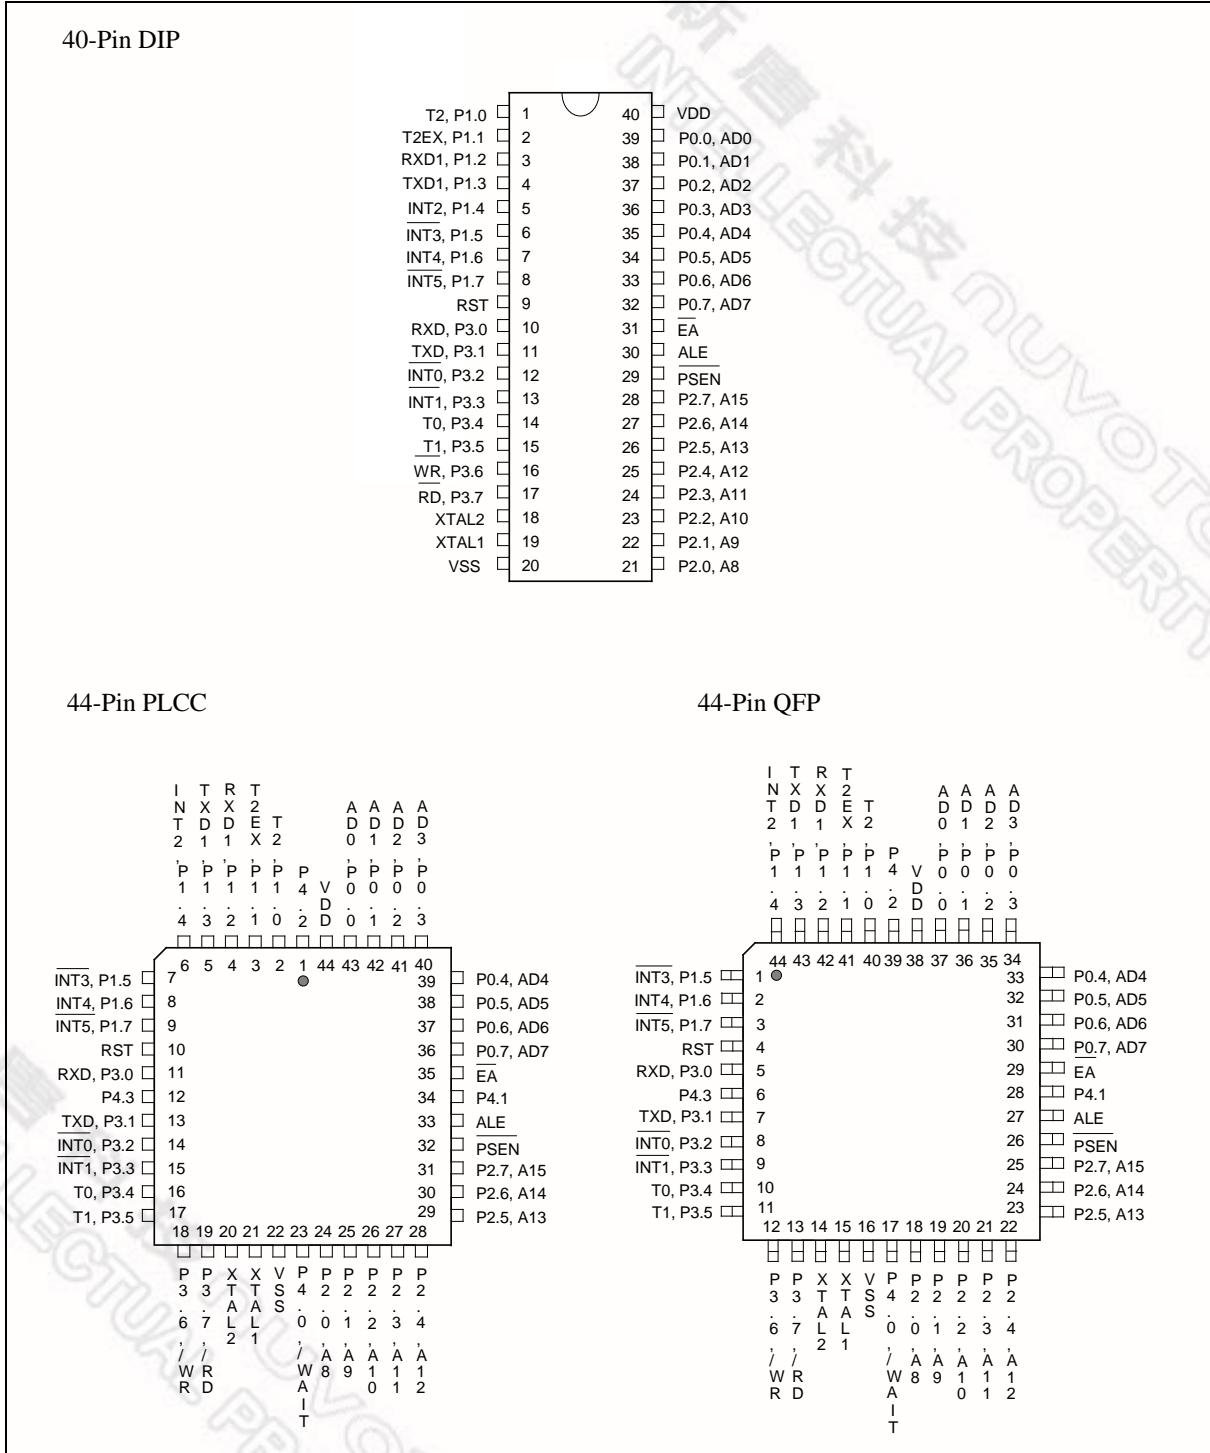 40-Pin DIP
T2, P1.0 1 40 VDD
T2EX, P1.1 2 39 P0.0, AD0
RXD1, P1.2 3 38 P0.1, AD1
TXD1, P1.3 4 37 P0.2, AD2
INT2, P1.4 5 36 P0.3, AD3
INT3, P1.5 6 35 P0.4, AD4
INT4, P1.6 7 34 P0.5, AD5
INT5, P1.7 8 33 P0.6, AD6
RST 9 32 P0.7, AD7
RXD, P3.0 10 31 EA
TXD, P3.1 11 30 ALE
INT0, P3.2 12 29 PSEN
INT1, P3.3 13 28 P2.7, A15
T0, P3.4 14 27 P2.6, A14
T1, P3.5 15 26 P2.5, A13
WR, P3.6 16 25 P2.4, A12
RD, P3.7 17 24 P2.3, A11
XTAL2 18 23 P2.2, A10
XTAL1 19 22 P2.1, A9
VSS 20 21 P2.0, A8
44-Pin PLCC
INT2, P1.4
TXD1, P1.3
RXD1, P1.2
T2EX, P1.1
T2, P1.0
P4.2
VDD
AD0, P0.0
AD1, P0.1
AD2, P0.2
AD3, P0.3
6 5 4 3 2 1 44 43 42 41 40
INT3, P1.5 7 39 P0.4, AD4
INT4, P1.6 8 38 P0.5, AD5
INT5, P1.7 9 37 P0.6, AD6
RST 10 36 P0.7, AD7
RXD, P3.0 11 35 EA
P4.3 12 34 P4.1
TXD, P3.1 13 33 ALE
INT0, P3.2 14 32 PSEN
INT1, P3.3 15 31 P2.7, A15
T0, P3.4 16 30 P2.6, A14
T1, P3.5 17 29 P2.5, A13
18 19 20 21 22 23 24 25 26 27 28
P3.6, /WR
P3.7, /RD
XTAL2
XTAL1
VSS
P4.0, /WAIT
P2.0, A8
P2.1, A9
P2.2, A10
P2.3, A11
P2.4, A12
44-Pin QFP
INT2, P1.4
TXD1, P1.3
RXD1, P1.2
T2EX, P1.1
T2, P1.0
P4.2
VDD
AD0, P0.0
AD1, P0.1
AD2, P0.2
AD3, P0.3
44 43 42 41 40 39 38 37 36 35 34
INT3, P1.5 1 33 P0.4, AD4
INT4, P1.6 2 32 P0.5, AD5
INT5, P1.7 3 31 P0.6, AD6
RST 4 30 P0.7, AD7
RXD, P3.0 5 29 EA
P4.3 6 28 P4.1
TXD, P3.1 7 27 ALE
INT0, P3.2 8 26 PSEN
INT1, P3.3 9 25 P2.7, A15
T0, P3.4 10 24 P2.6, A14
T1, P3.5 11 23 P2.5, A13
12 13 14 15 16 17 18 19 20 21 22
P3.6, /WR
P3.7, /RD
XTAL2
XTAL1
VSS
P4.0, /WAIT
P2.0, A8
P2.1, A9
P2.2, A10
P2.3, A11
P2.4, A12
新唐科技 nuvoTo
INTELLECTUAL PROPERTY
唐科技 nuvo
LECTUAL PR